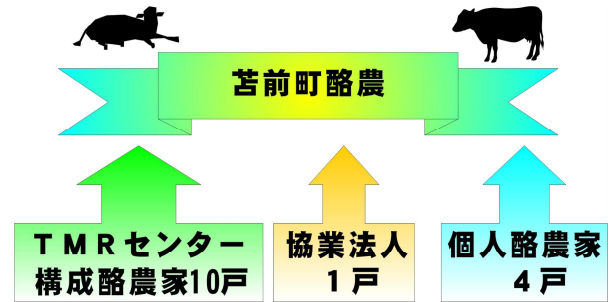 苫前町酪農
ＴＭＲセンター
構成酪農家10戸
協業法人
１戸
個人酪農家
４戸